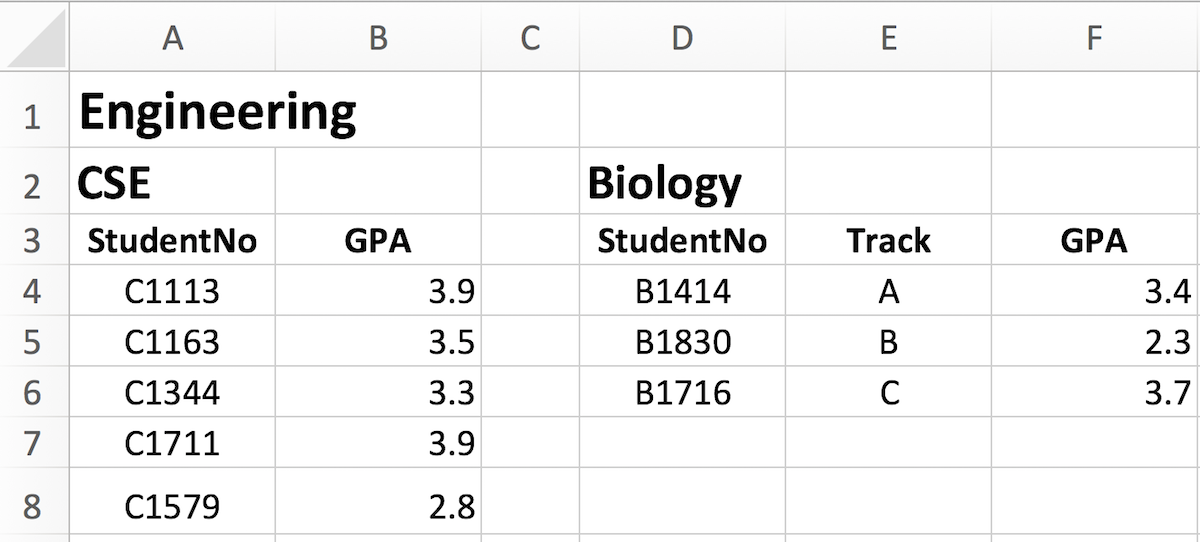 A B C D E F
1 Engineering
2 CSE Biology
3 StudentNo GPA StudentNo Track GPA
4 C1113 3.9 B1414 A 3.4
5 C1163 3.5 B1830 B 2.3
6 C1344 3.3 B1716 C 3.7
7 C1711 3.9
8 C1579 2.8